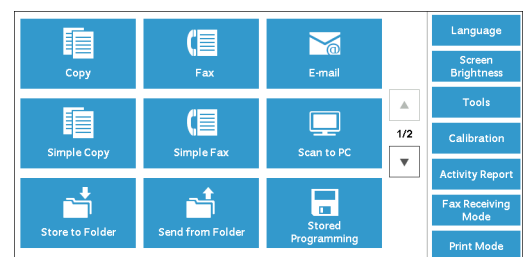 Copy
Fax
E-mail
Simple Copy
Simple Fax
Scan to PC
Store to Folder
Send from Folder
Stored
Programming
1/2
Language
Screen
Brightness
Tools
Calibration
Activity Report
Fax Receiving
Mode
Print Mode